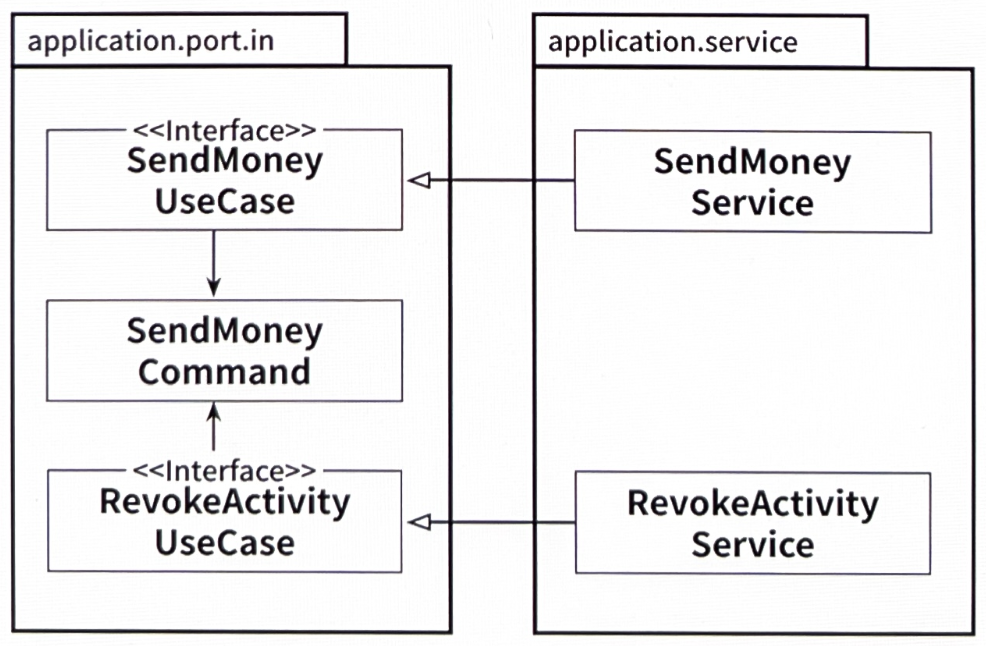 application.port.in
<<Interface>>
SendMoney
UseCase
SendMoney
Command
<<Interface>>
RevokeActivity
UseCase
application.service
SendMoney
Service
RevokeActivity
Service